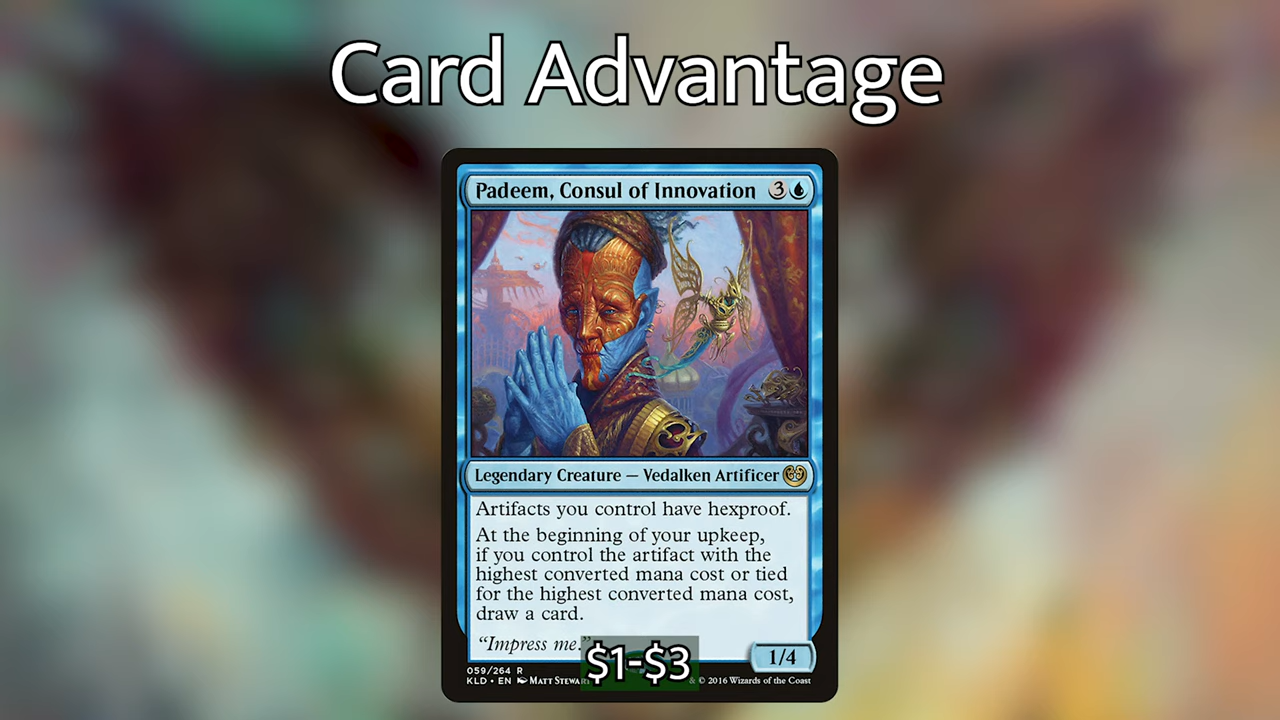 Card Advantage
Padeem, Consul of Innovation 3
Legendary Creature — Vedalken Artificer
Artifacts you control have hexproof.
At the beginning of your upkeep,
if you control the artifact with the
highest converted mana cost or tied
for the highest converted mana cost,
draw a card.
“Impress me.”
$1-$3
1/4
059/264 R
KLD • EN MATT STEWAR
& © 2016 Wizards of the Coast